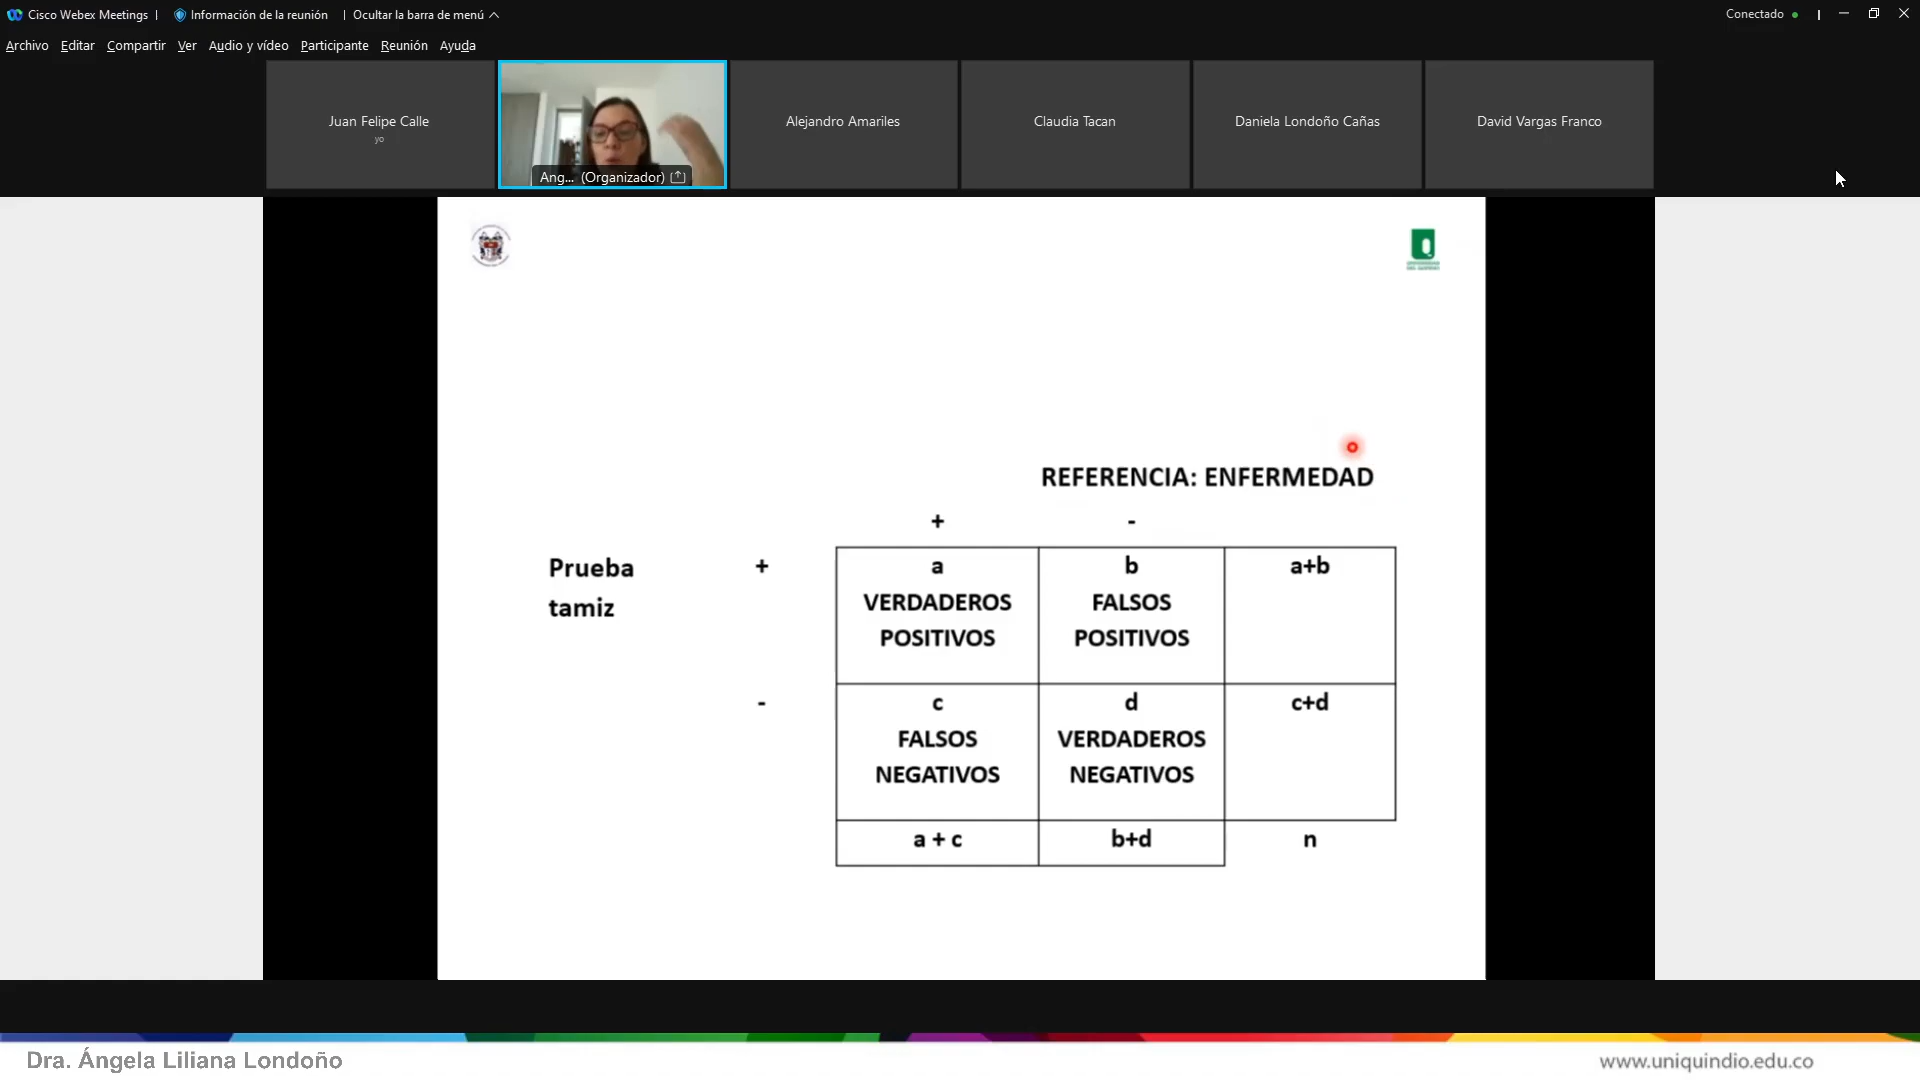 Cisco Webex Meetings | Información de la reunión | Ocultar la barra de menú
Conectado
Archivo Editar Compartir Ver Audio y vídeo Participante Reunión Ayuda
Juan Felipe Calle
yo
Ang... (Organizador)
Alejandro Amariles
Claudia Tacan
Daniela Londoño Cañas
David Vargas Franco
REFERENCIA: ENFERMEDAD
+ -
Prueba
tamiz
+
a
VERDADEROS
POSITIVOS
b
FALSOS
POSITIVOS
a+b
-
c
FALSOS
NEGATIVOS
d
VERDADEROS
NEGATIVOS
c+d
a + c
b+d
n
Dra. Ángela Liliana Londoño
www.uniquindio.edu.co